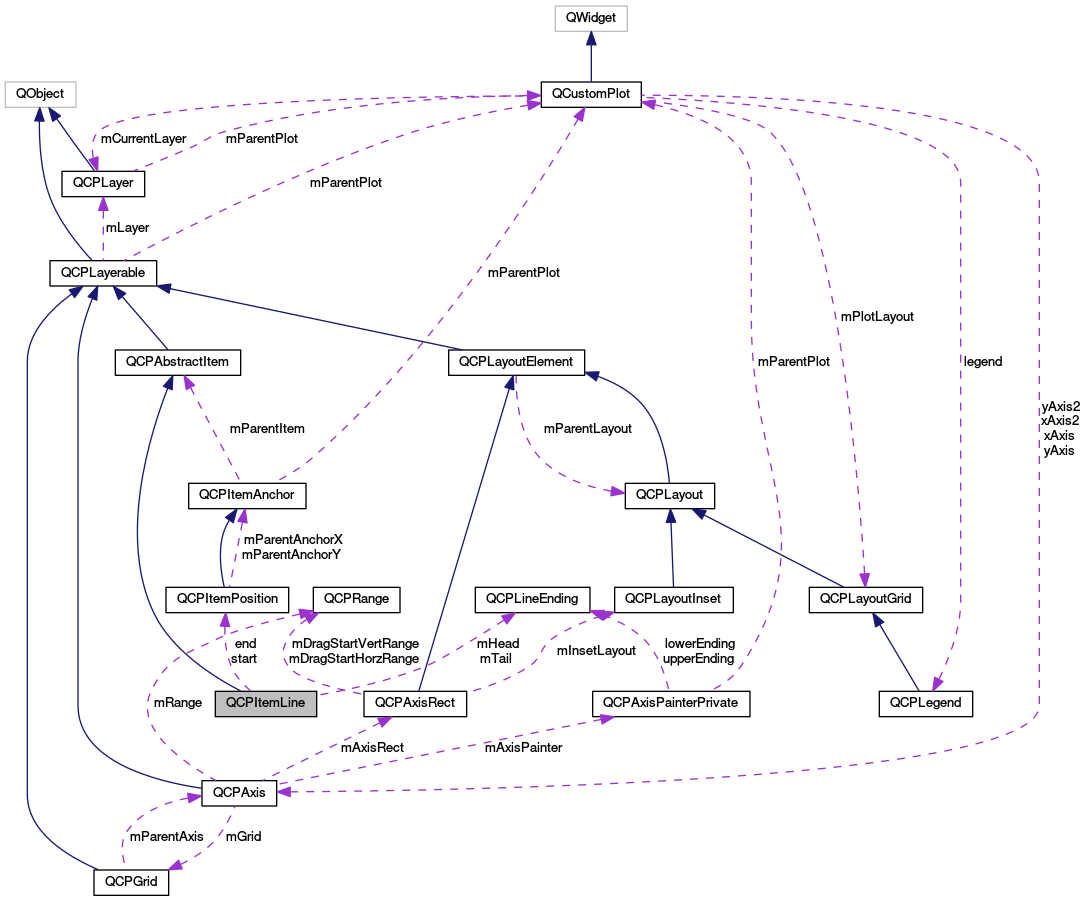 QWidget
QObject
QCustomPlot
mCurrentLayer
mParentPlot
QCPLayer
mParentPlot
mLayer
QCPLayerable
mParentPlot
mPlotLayout
QCPAbstractItem
QCPLayoutElement
mParentPlot
legend
yAxis2
xAxis2
xAxis
yAxis
mParentItem
mParentLayout
QCPItemAnchor
QCPLayout
mParentAnchorX
mParentAnchorY
QCPItemPosition
QCPRange
QCPLineEnding
QCPLayoutInset
QCPLayoutGrid
end
start
mDragStartVertRange
mDragStartHorzRange
mHead
mTail
mInsetLayout
lowerEnding
upperEnding
mRange
QCPItemLine
QCPAxisRect
QCPAxisPainterPrivate
QCPLegend
mAxisRect
mAxisPainter
QCPAxis
mParentAxis
mGrid
QCPGrid